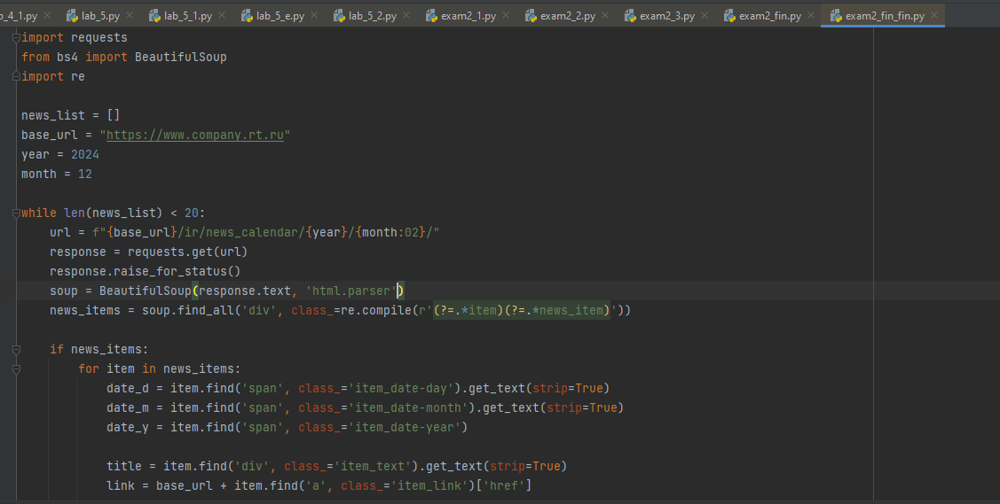 _4_1.py lab_5.py lab_5_1.py lab_5_e.py lab_5_2.py exam2_1.py exam2_2.py exam2_3.py exam2_fin.py exam2_fin_fin.py
import requests
from bs4 import BeautifulSoup
import re
news_list = []
base_url = "https://www.company.rt.ru"
year = 2024
month = 12
while len(news_list) < 20:
    url = f"{base_url}/ir/news_calendar/{year}/{month:02}/"
    response = requests.get(url)
    response.raise_for_status()
    soup = BeautifulSoup(response.text, 'html.parser')
    news_items = soup.find_all('div', class_=re.compile(r'(?=.*item)(?=.*news_item)'))
    if news_items:
        for item in news_items:
            date_d = item.find('span', class_='item_date-day').get_text(strip=True)
            date_m = item.find('span', class_='item_date-month').get_text(strip=True)
            date_y = item.find('span', class_='item_date-year')
            title = item.find('div', class_='item_text').get_text(strip=True)
            link = base_url + item.find('a', class_='item_link')['href']